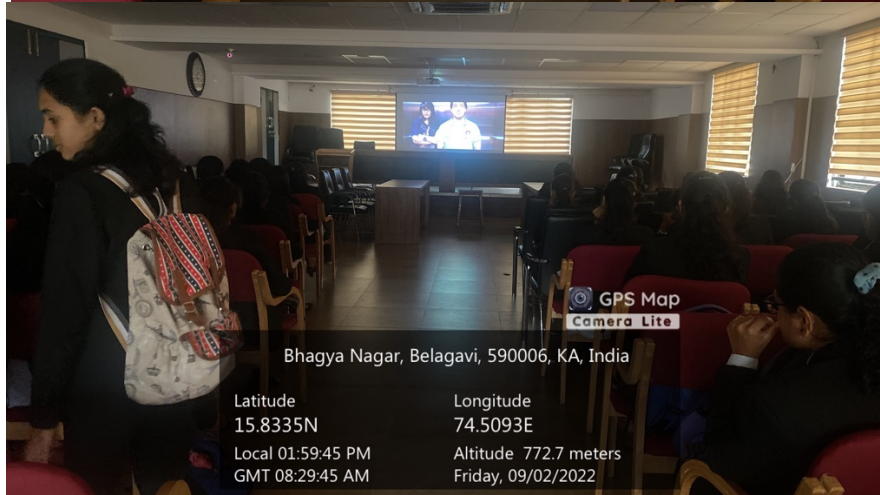 GPS Map
Camera Lite
Bhagya Nagar, Belagavi, 590006, KA, India
Latitude
15.8335N
Longitude
74.5093E
Local 01:59:45 PM
GMT 08:29:45 AM
Altitude 772.7 meters
Friday, 09/02/2022